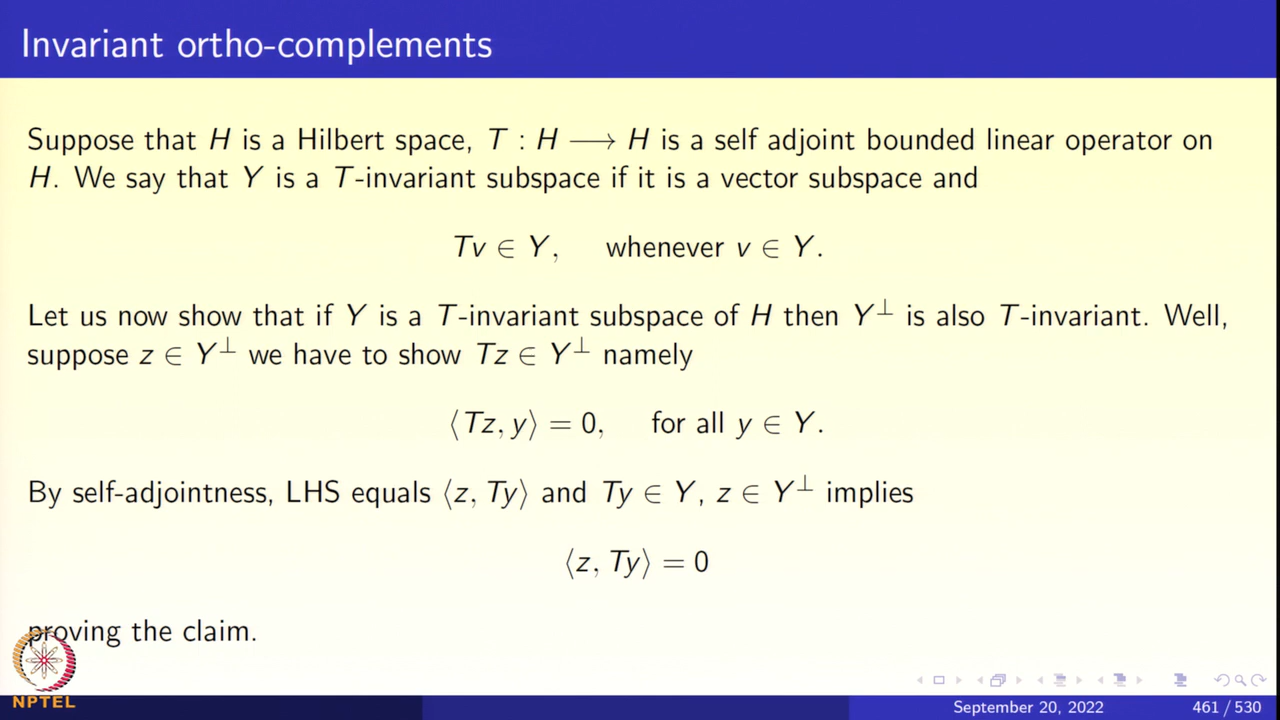 Invariant ortho-complements
Suppose that H is a Hilbert space, T : H ⟶ H is a self adjoint bounded linear operator on
H. We say that Y is a T-invariant subspace if it is a vector subspace and
Tv ∈ Y, whenever v ∈ Y.
Let us now show that if Y is a T-invariant subspace of H then Y⊥ is also T-invariant. Well,
suppose z ∈ Y⊥ we have to show Tz ∈ Y⊥ namely
⟨Tz, y⟩ = 0, for all y ∈ Y.
By self-adjointness, LHS equals ⟨z, Ty⟩ and Ty ∈ Y, z ∈ Y⊥ implies
⟨z, Ty⟩ = 0
proving the claim.
NPTEL
September 20, 2022 461 / 530